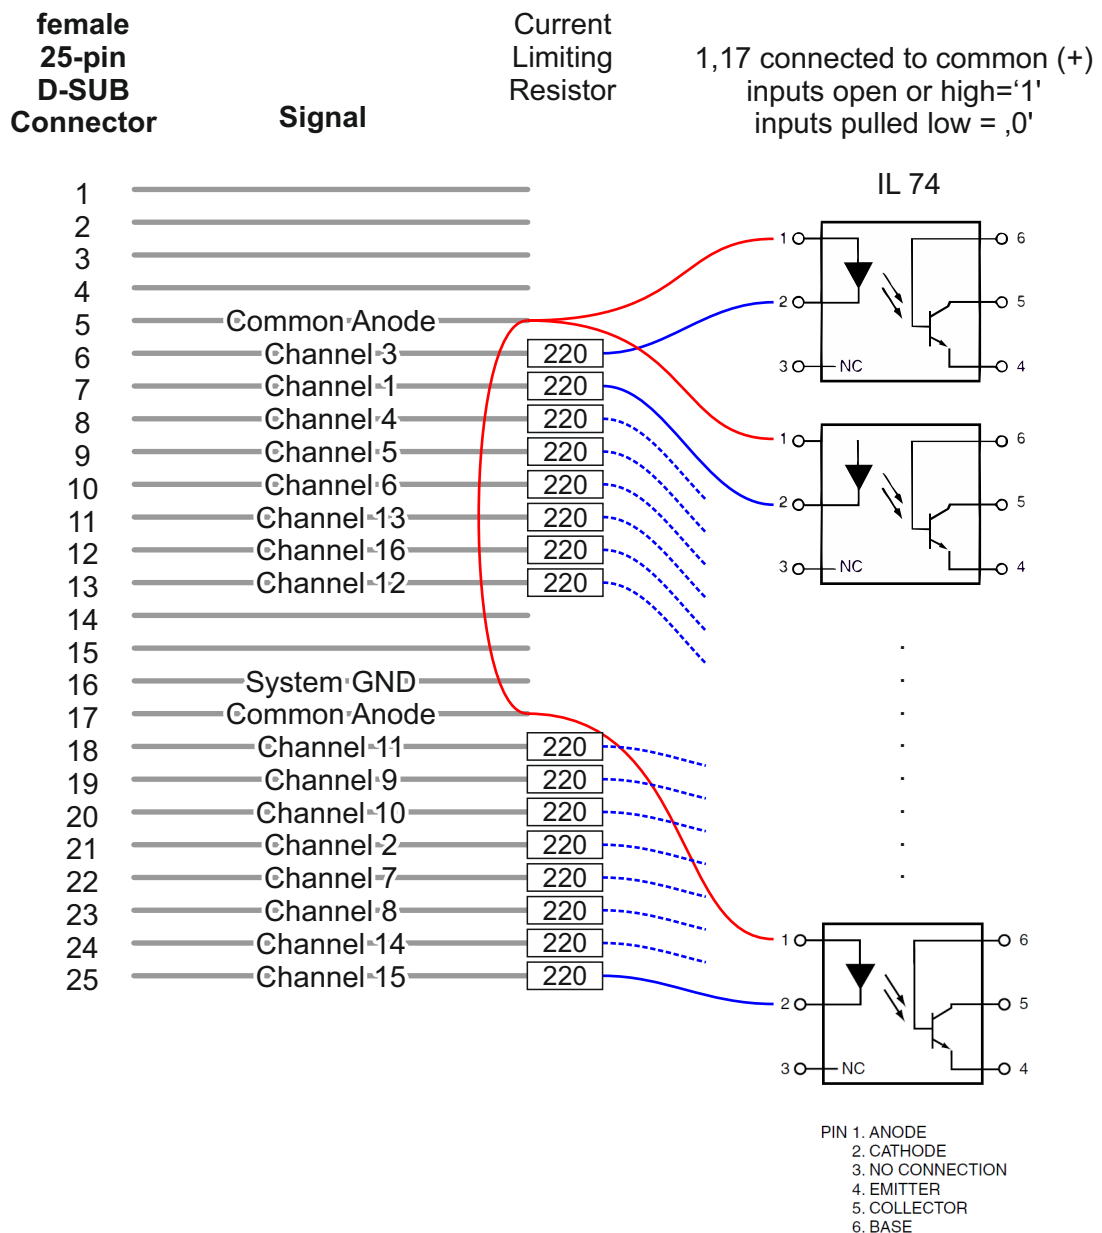 female
25-pin
D-SUB
Connector
Signal
Current
Limiting
Resistor
1,17 connected to common (+)
inputs open or high=‘1'
inputs pulled low = ,0'
IL 74
1
2
3
4
5 Common Anode
6 Channel 3 220
7 Channel 1 220
8 Channel 4 220
9 Channel 5 220
10 Channel 6 220
11 Channel 13 220
12 Channel 16 220
13 Channel 12 220
14
15
16 System GND
17 Common Anode
18 Channel 11 220
19 Channel 9 220
20 Channel 10 220
21 Channel 2 220
22 Channel 7 220
23 Channel 8 220
24 Channel 14 220
25 Channel 15 220
1 6
2 5
3 NC 4
1 6
2 5
3 NC 4
1 6
2 5
3 NC 4
PIN 1. ANODE
2. CATHODE
3. NO CONNECTION
4. EMITTER
5. COLLECTOR
6. BASE